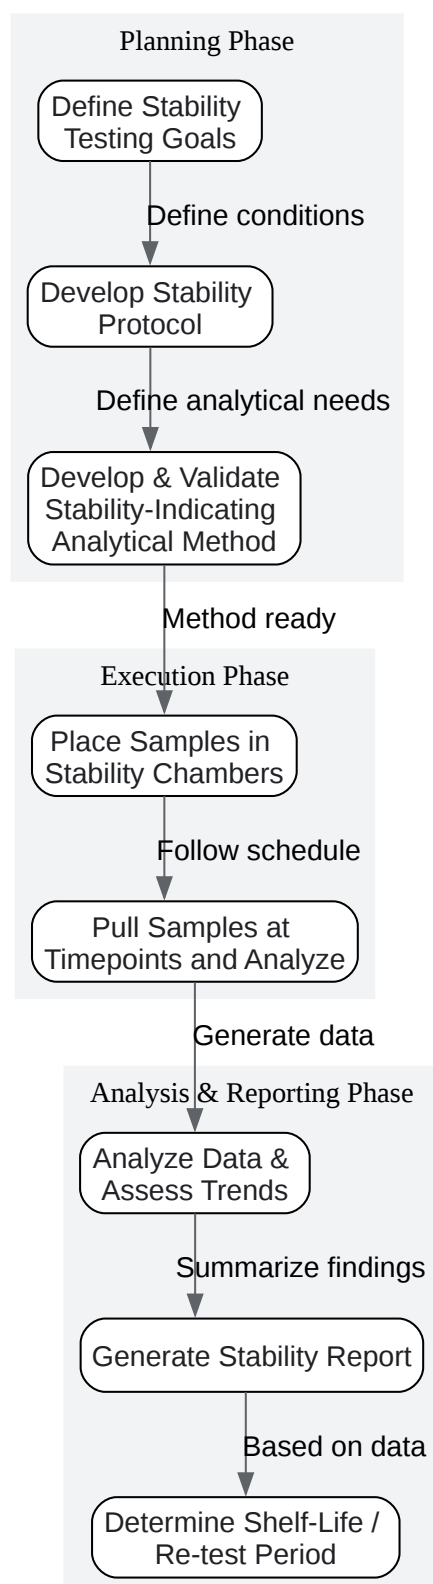 Planning Phase
Define Stability
Testing Goals
Define conditions
Develop Stability
Protocol
Define analytical needs
Develop & Validate
Stability-Indicating
Analytical Method
Method ready
Execution Phase
Place Samples in
Stability Chambers
Follow schedule
Pull Samples at
Timepoints and Analyze
Generate data
Analysis & Reporting Phase
Analyze Data &
Assess Trends
Summarize findings
Generate Stability Report
Based on data
Determine Shelf-Life /
Re-test Period